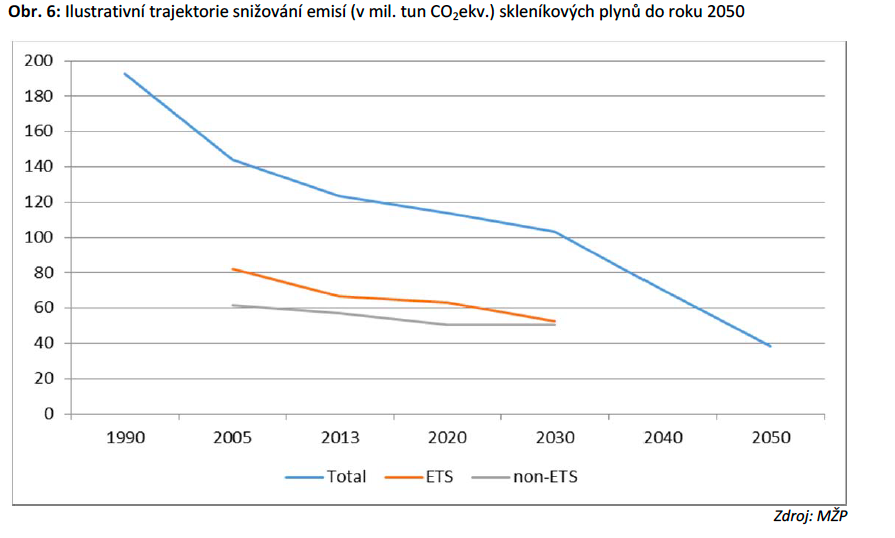 Obr. 6: Ilustrativní trajektorie snižování emisí (v mil. tun CO₂ekv.) skleníkových plynů do roku 2050
200
180
160
140
120
100
80
60
40
20
0
1990 2005 2013 2020 2030 2040 2050
Total ETS non-ETS
Zdroj: MŽP